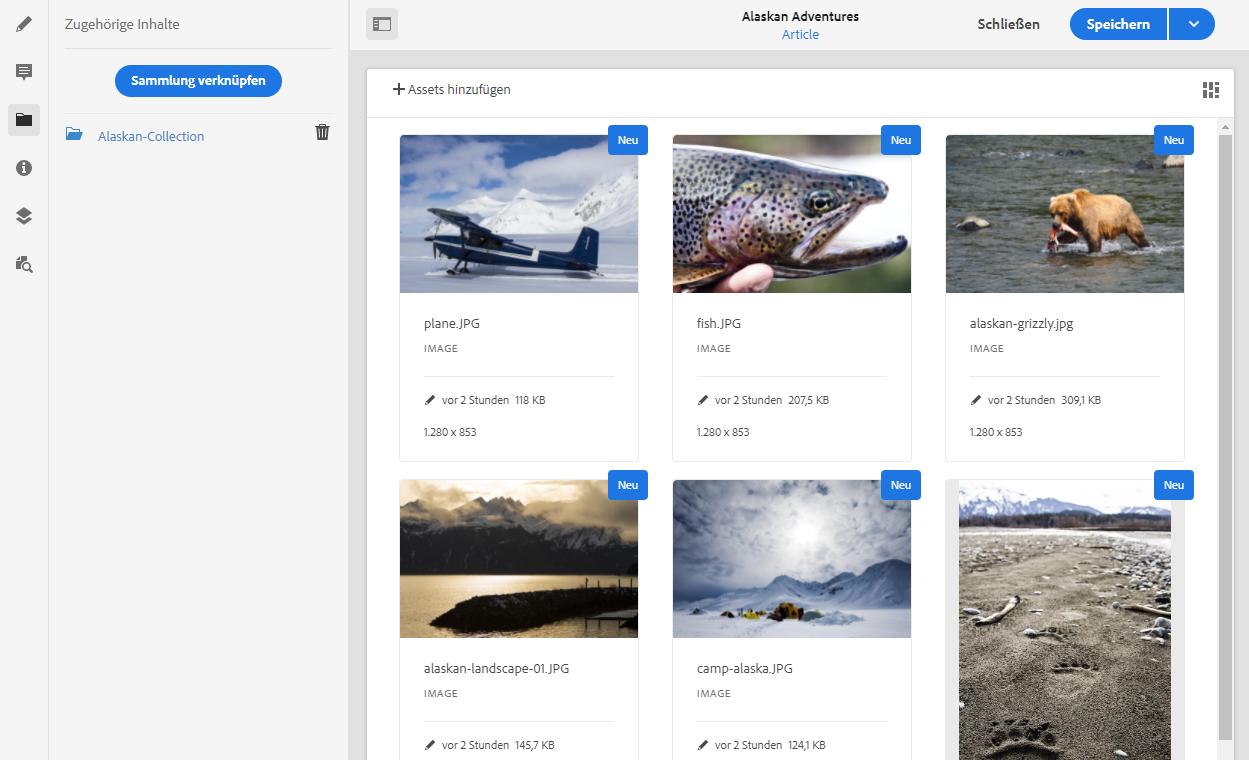 Zugehörige Inhalte
Sammlung verknüpfen
Alaskan-Collection
Alaskan Adventures
Article
Schließen
Speichern
Assets hinzufügen
Neu
plane.JPG
IMAGE
vor 2 Stunden 118 KB
1.280 x 853
Neu
fish.JPG
IMAGE
vor 2 Stunden 207,5 KB
1.280 x 853
Neu
alaskan-grizzly.jpg
IMAGE
vor 2 Stunden 309,1 KB
1.280 x 853
Neu
alaskan-landscape-01.JPG
IMAGE
vor 2 Stunden 145,7 KB
Neu
camp-alaska.JPG
IMAGE
vor 2 Stunden 124,1 KB
Neu